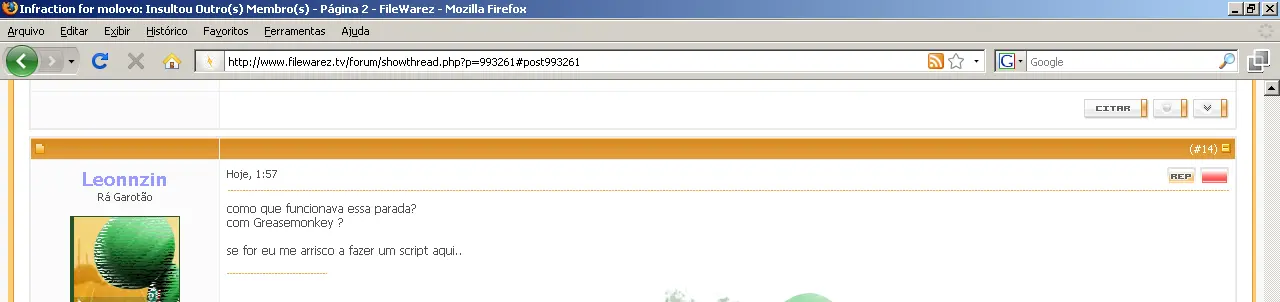 Infraction for molovo: Insultou Outro(s) Membro(s) - Página 2 - FileWarez - Mozilla Firefox
Arquivo Editar Exibir Histórico Favoritos Ferramentas Ajuda
http://www.filewarez.tv/forum/showthread.php?p=993261#post993261
G Google
CITAR
(#14)
Leonnzin
Rá Garotão
Hoje, 1:57
REP
como que funcionava essa parada?
com Greasemonkey ?
se for eu me arrisco a fazer um script aqui..